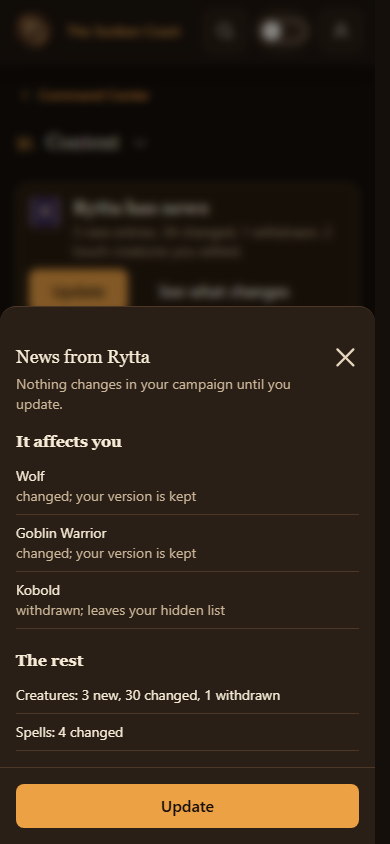 The Sunken Coast
Command Center
Content
Rytta has news
Update
See what changes
News from Rytta
Nothing changes in your campaign until you
update.
It affects you
Wolf
changed; your version is kept
Goblin Warrior
changed; your version is kept
Kobold
withdrawn; leaves your hidden list
The rest
Creatures: 3 new, 30 changed, 1 withdrawn
Spells: 4 changed
Update